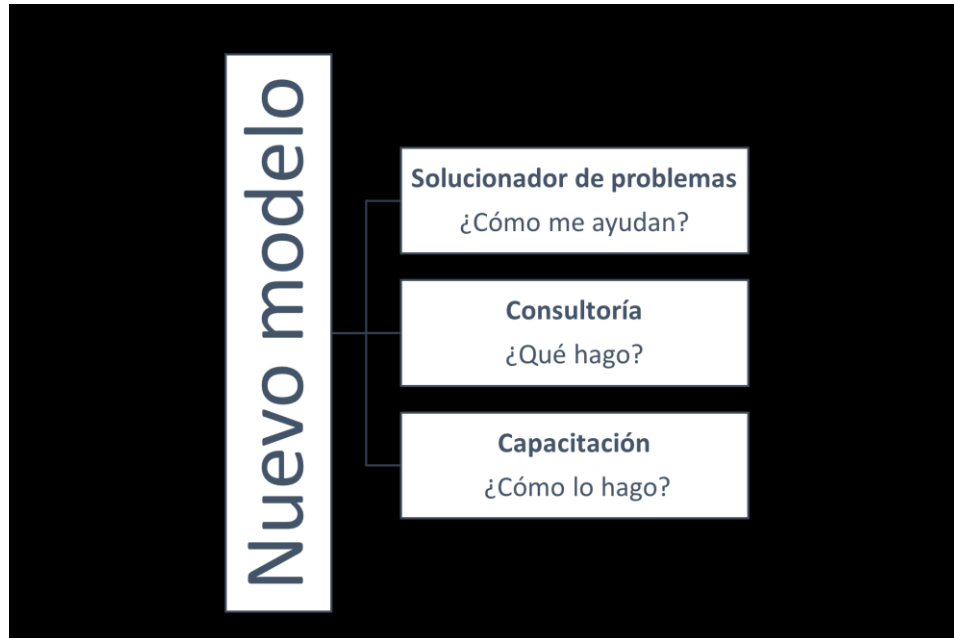 Nuevo modelo
Solucionador de problemas
¿Cómo me ayudan?
Consultoría
¿Qué hago?
Capacitación
¿Cómo lo hago?